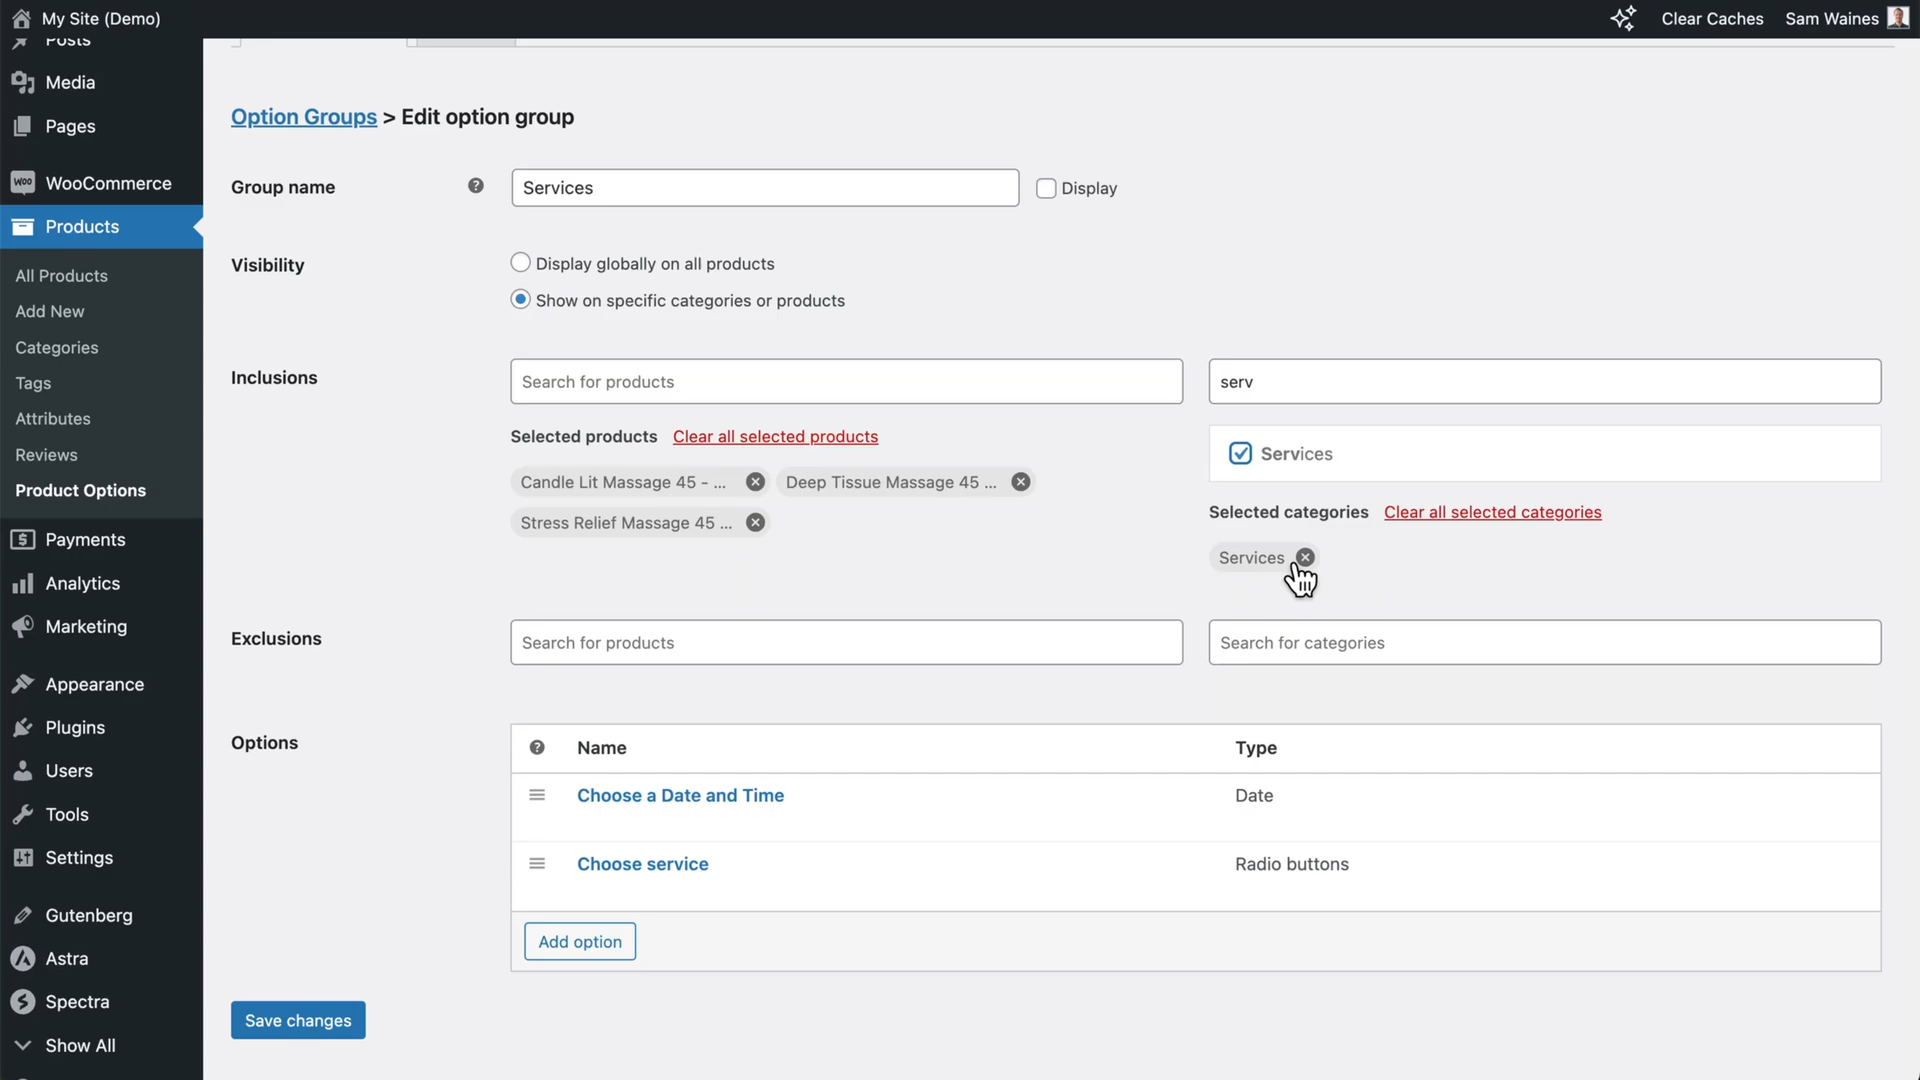 My Site (Demo)
Clear Caches
Sam Waines
Posts
Media
Pages
WooCommerce
Products
All Products
Add New
Categories
Tags
Attributes
Reviews
Product Options
Payments
Analytics
Marketing
Appearance
Plugins
Users
Tools
Settings
Gutenberg
Astra
Spectra
Show All
Option Groups > Edit option group
Group name
Services
Display
Visibility
Display globally on all products
Show on specific categories or products
Inclusions
Search for products
serv
Selected products Clear all selected products
Services
Candle Lit Massage 45 - ...
Deep Tissue Massage 45 ...
Stress Relief Massage 45 ...
Selected categories Clear all selected categories
Services
Exclusions
Search for products
Search for categories
Options
Name
Type
Choose a Date and Time
Date
Choose service
Radio buttons
Add option
Save changes